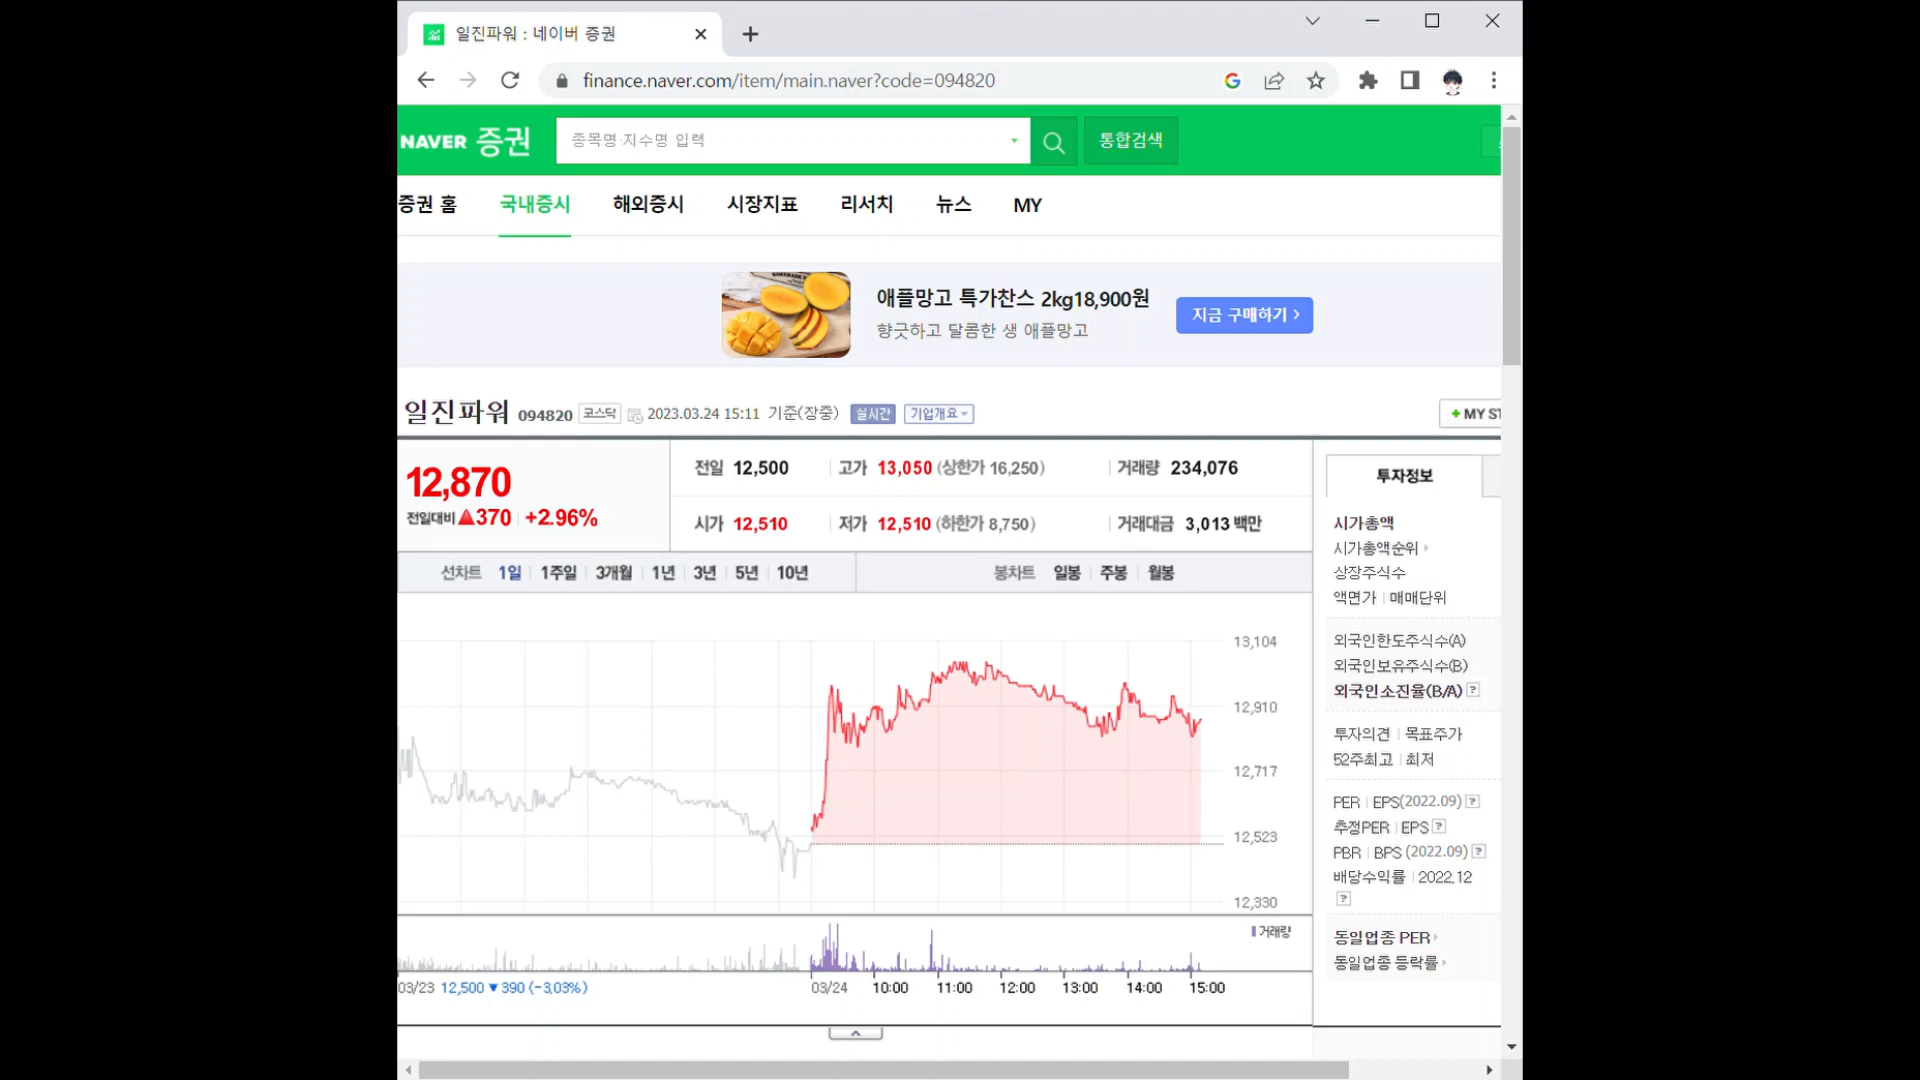 일진파워 : 네이버 증권
finance.naver.com/item/main.naver?code=094820
NAVER 증권
종목명·지수명 입력
통합검색
증권 홈 국내증시 해외증시 시장지표 리서치 뉴스 MY
애플망고 특가찬스 2kg18,900원
향긋하고 달콤한 생 애플망고
지금 구매하기 >
일진파워 094820 코스닥 2023.03.24 15:11 기준(장중) 실시간 기업개요
+ MY ST
12,870
전일대비 ▲370 +2.96%
전일 12,500 고가 13,050 (상한가 16,250) 거래량 234,076
시가 12,510 저가 12,510 (하한가 8,750) 거래대금 3,013 백만
선차트 1일 1주일 3개월 1년 3년 5년 10년 봉차트 일봉 주봉 월봉
13,104
12,910
12,717
12,523
12,330
거래량
03/23 12,500 ▼ 390 (-3.03%)
03/24 10:00 11:00 12:00 13:00 14:00 15:00
투자정보
시가총액
시가총액순위
상장주식수
액면가 매매단위
외국인한도주식수(A)
외국인보유주식수(B)
외국인소진율(B/A) ?
투자의견 목표주가
52주최고 최저
PER EPS(2022.09) ?
추정PER EPS ?
PBR BPS (2022.09) ?
배당수익률 2022.12
?
동일업종 PER
동일업종 등락률